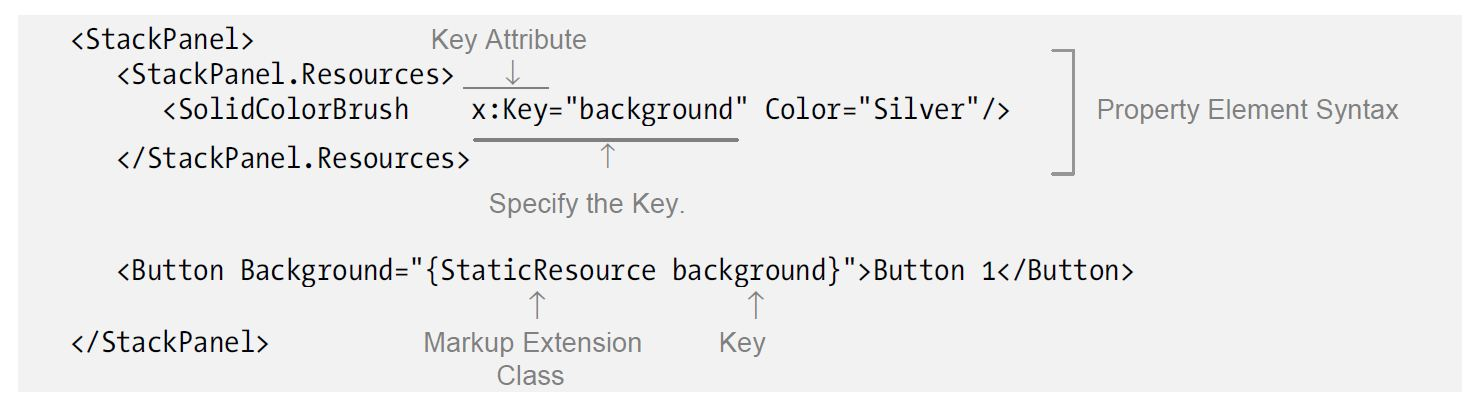 <StackPanel>
Key Attribute
<StackPanel.Resources>
<SolidColorBrush x:Key="background" Color="Silver"/>
Property Element Syntax
</StackPanel.Resources>
Specify the Key.
<Button Background="{StaticResource background}">Button 1</Button>
</StackPanel>
Markup Extension
Class
Key